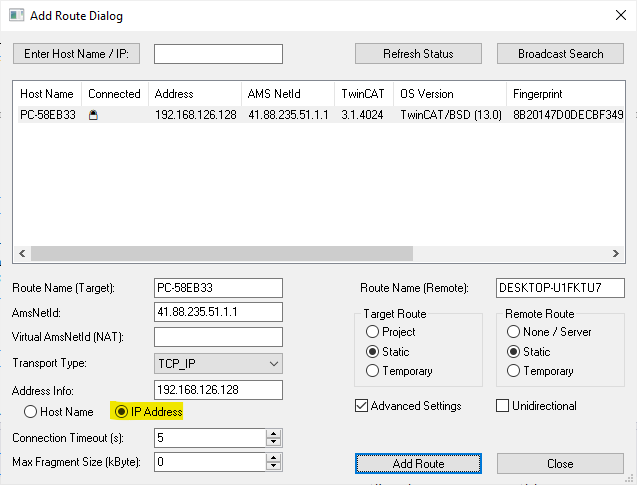 Add Route Dialog
Enter Host Name / IP: Refresh Status Broadcast Search
Host Name Connected Address AMS NetId TwinCAT OS Version Fingerprint
PC-58EB33 192.168.126.128 41.88.235.51.1.1 3.1.4024 TwinCAT/BSD (13.0) 8B20147D0DECBF349
Route Name (Target): PC-58EB33 Route Name (Remote): DESKTOP-U1FKTU7
AmsNetId: 41.88.235.51.1.1 Target Route Remote Route
Virtual AmsNetId (NAT): Project None / Server
Transport Type: TCP_IP Static Static
Address Info: 192.168.126.128 Temporary Temporary
Host Name IP Address Advanced Settings Unidirectional
Connection Timeout (s): 5
Max Fragment Size (kByte): 0 Add Route Close